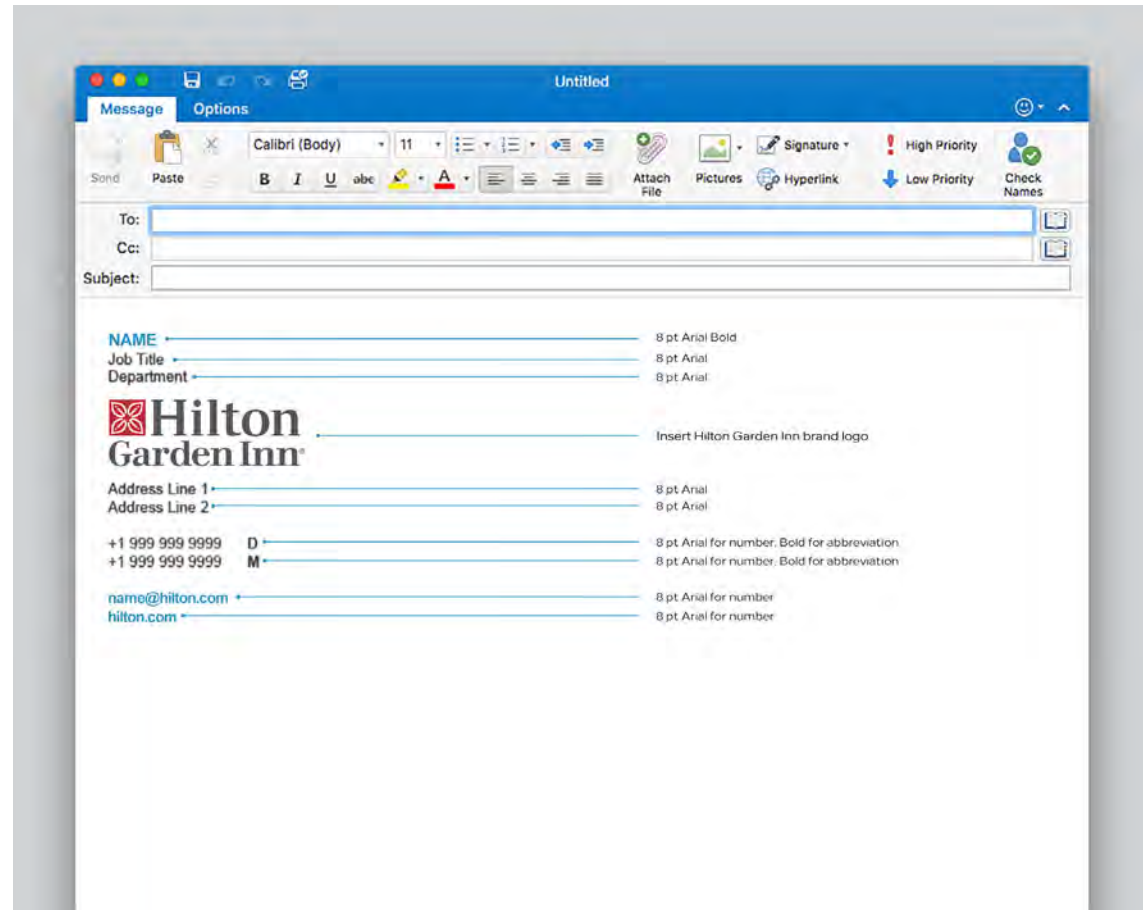 Untitled
Message Options
Calibri (Body) 11 Signature High Priority
Send Paste B I U abc A Attach File Pictures Hyperlink Low Priority Check Names
To:
Cc:
Subject:
NAME 8 pt Arial Bold
Job Title 8 pt Arial
Department 8 pt Arial
Hilton
Garden Inn Insert Hilton Garden Inn brand logo
Address Line 1 8 pt Arial
Address Line 2 8 pt Arial
+1 999 999 9999 D 8 pt Arial for number. Bold for abbreviation
+1 999 999 9999 M 8 pt Arial for number. Bold for abbreviation
name@hilton.com 8 pt Arial for number
hilton.com 8 pt Arial for number